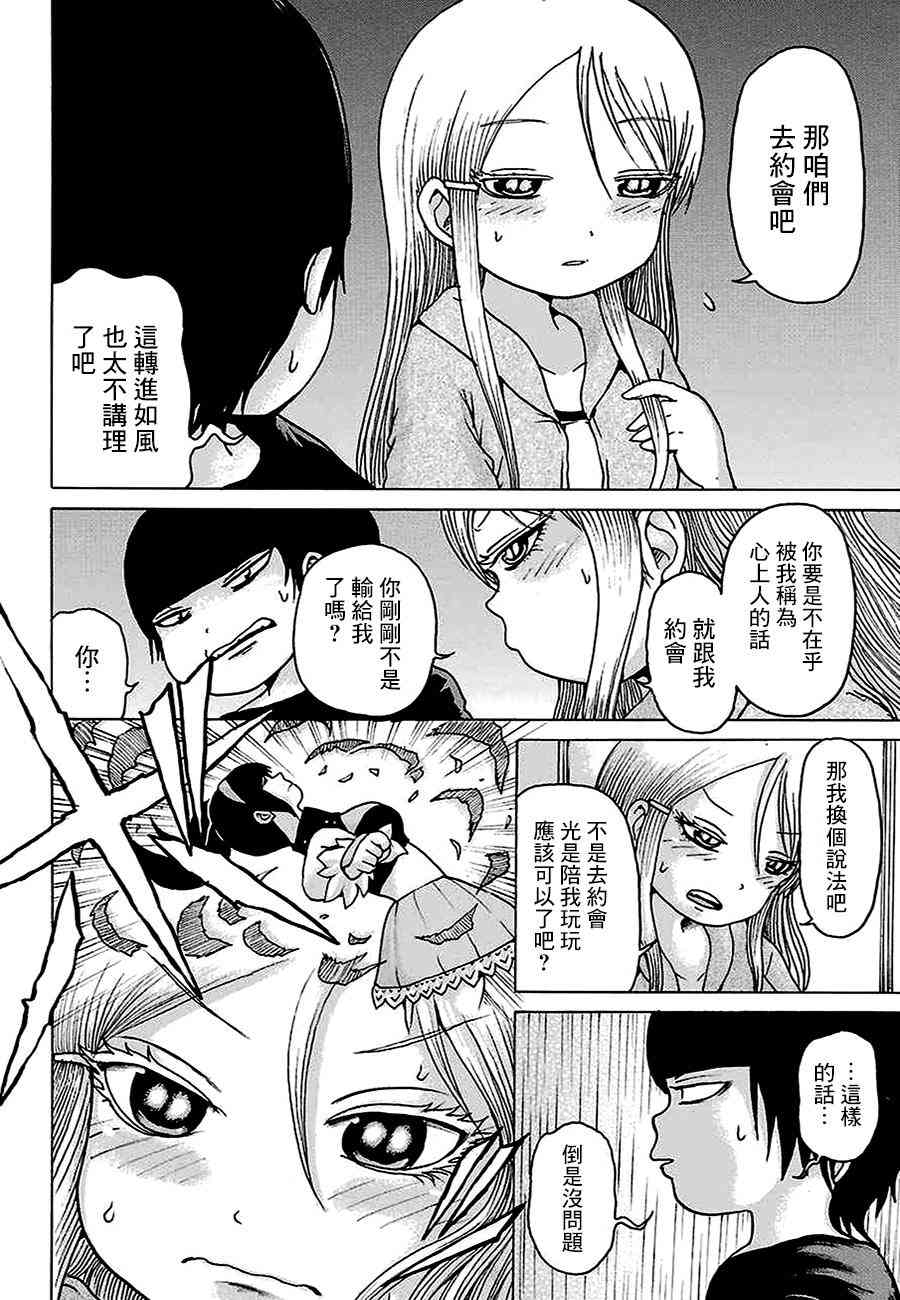 那咱們
去約會吧
這轉進如風
也太不講理
了吧
你要是不在乎
被我稱為
心上人的話
就跟我
約會
你剛剛不是
輸給我
了嗎?
你…
那我換個說法吧
不是去約會
光是陪我玩玩
應該可以了吧?
…這樣
的話…
倒是沒問題